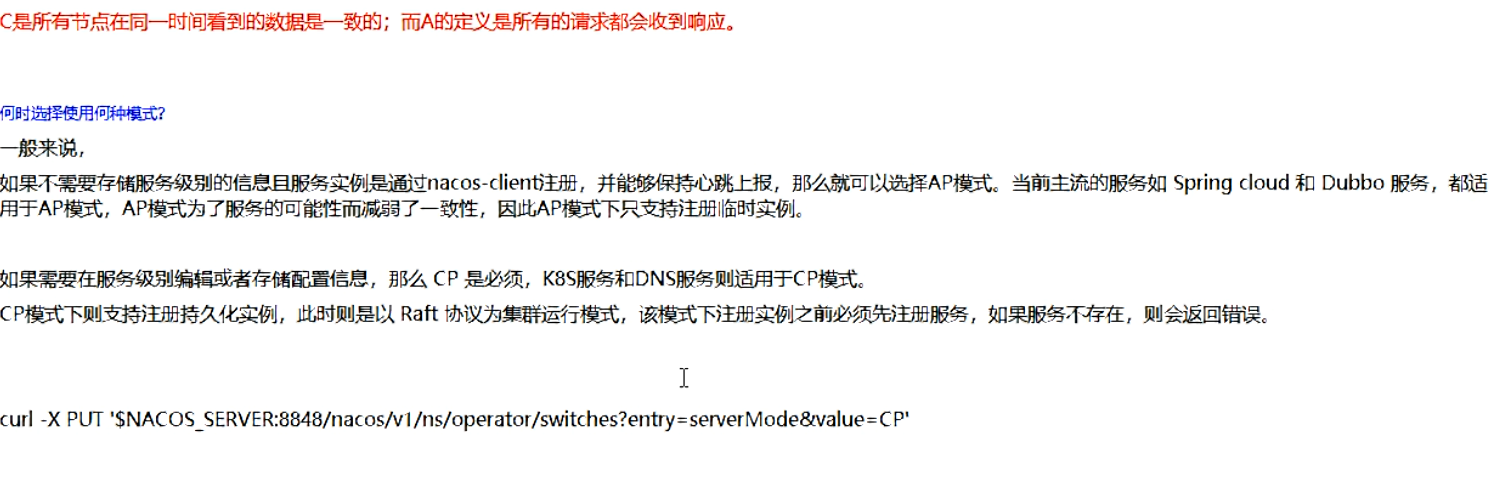 C是所有节点在同一时间看到的数据是一致的；而A的定义是所有的请求都会收到响应。
何时选择使用何种模式？
一般来说，
如果不需要存储服务级别的信息且服务实例是通过nacos-client注册，并能够保持心跳上报，那么就可以选择AP模式。当前主流的服务如 Spring cloud 和 Dubbo 服务，都适
用于AP模式，AP模式为了服务的可能性而减弱了一致性，因此AP模式下只支持注册临时实例。
如果需要在服务级别编辑或者存储配置信息，那么 CP 是必须，K8S服务和DNS服务则适用于CP模式。
CP模式下则支持注册持久化实例，此时则是以 Raft 协议为集群运行模式，该模式下注册实例之前必须先注册服务，如果服务不存在，则会返回错误。
curl -X PUT '$NACOS_SERVER:8848/nacos/v1/ns/operator/switches?entry=serverMode&value=CP'